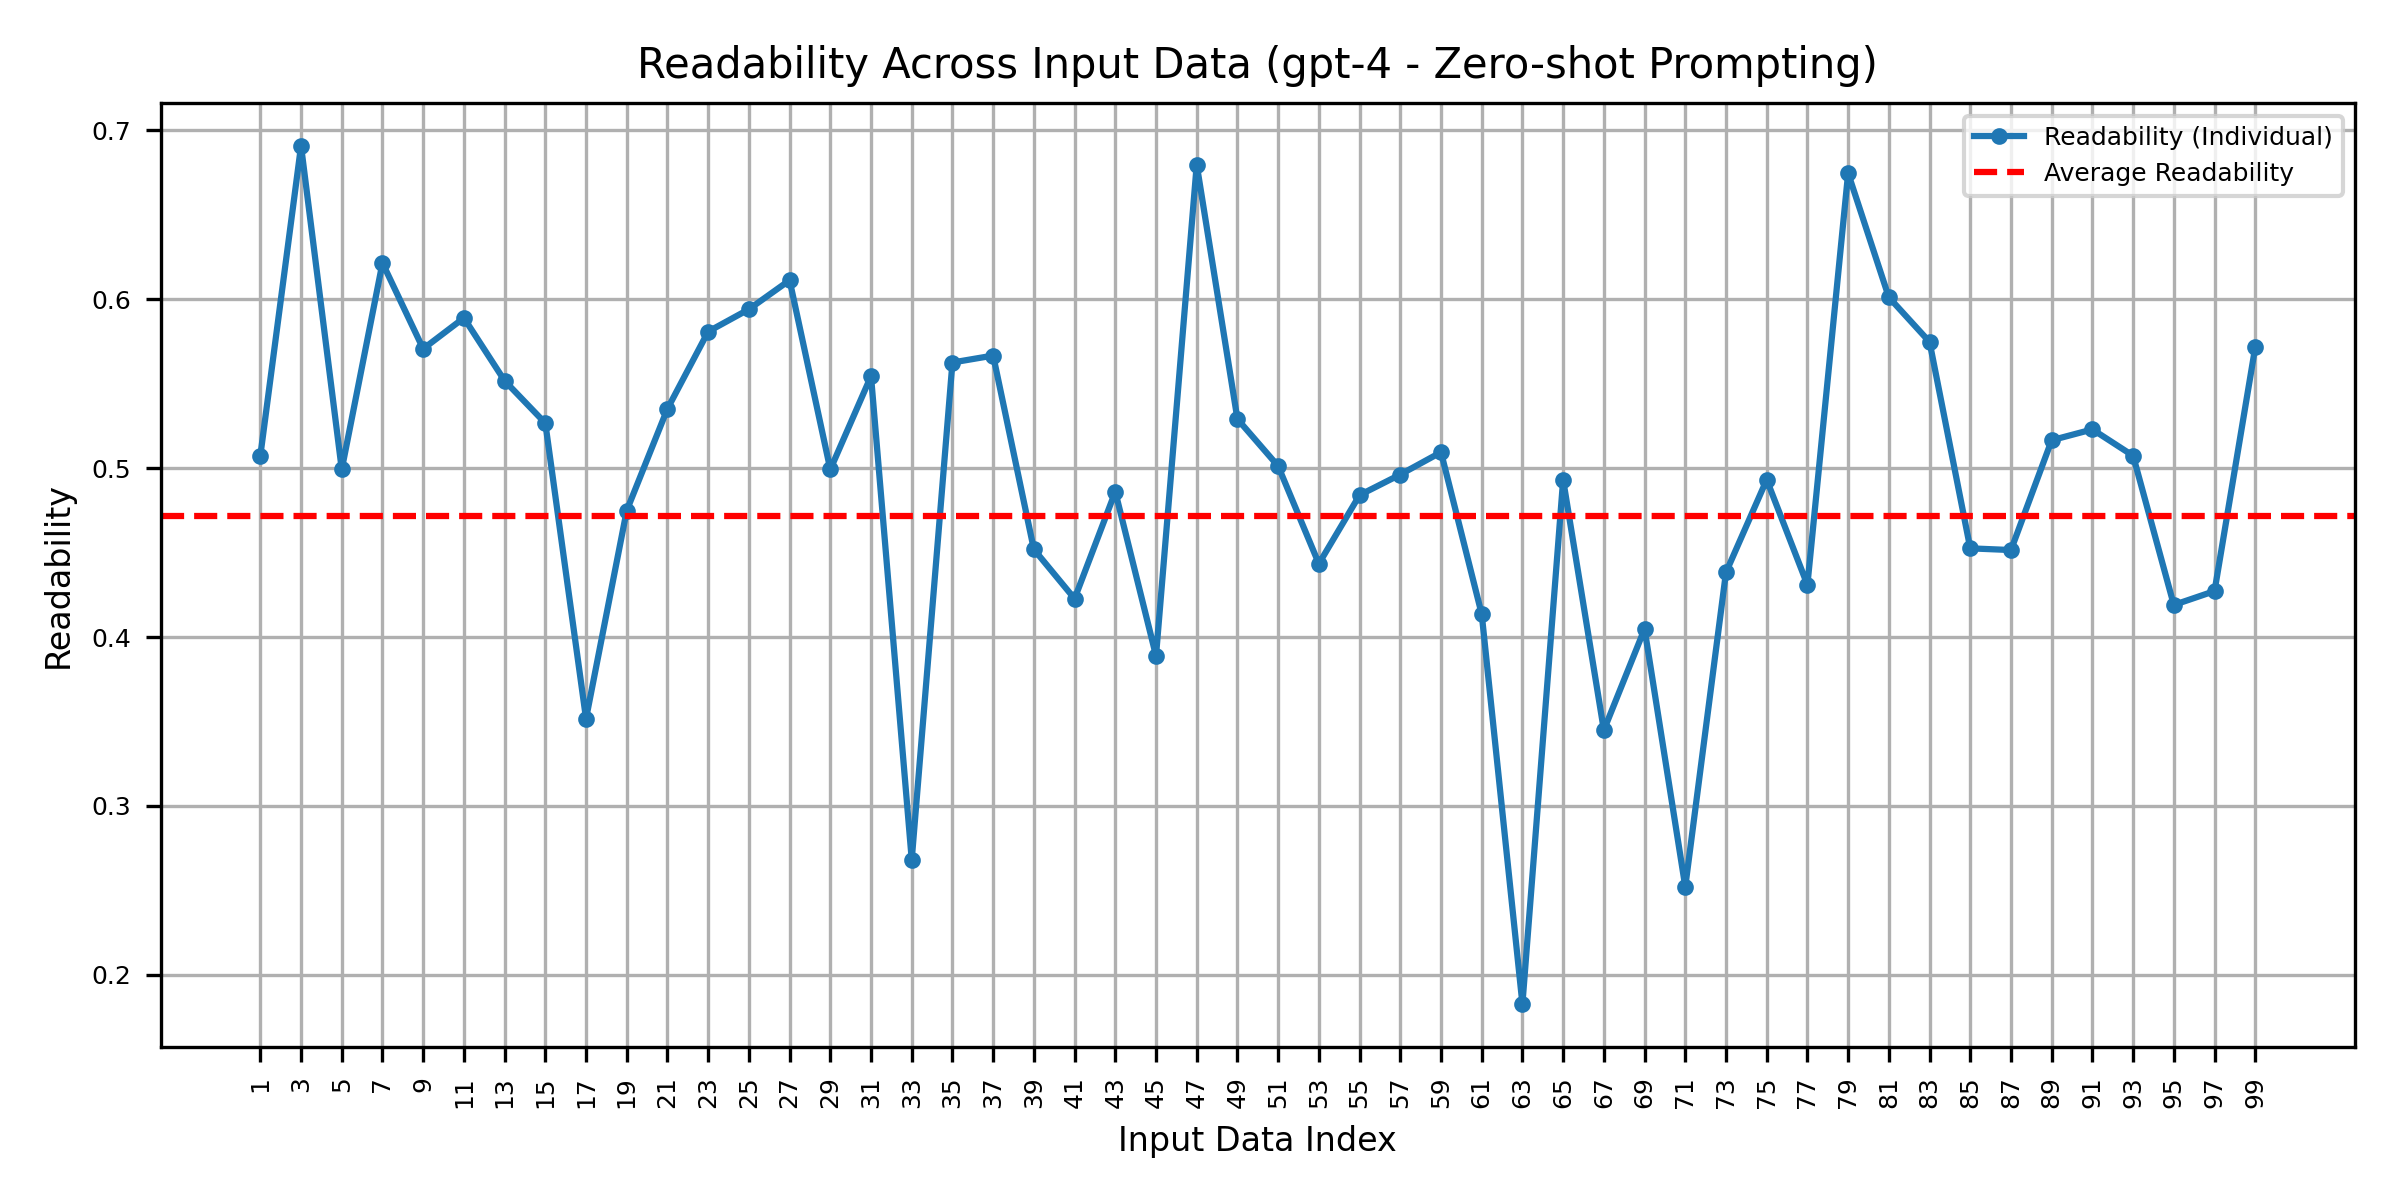 Readability Across Input Data (gpt-4 - Zero-shot Prompting)
Readability (Individual)
Average Readability
Readability
0.7
0.6
0.5
0.4
0.3
0.2
1 3 5 7 9 11 13 15 17 19 21 23 25 27 29 31 33 35 37 39 41 43 45 47 49 51 53 55 57 59 61 63 65 67 69 71 73 75 77 79 81 83 85 87 89 91 93 95 97 99
Input Data Index